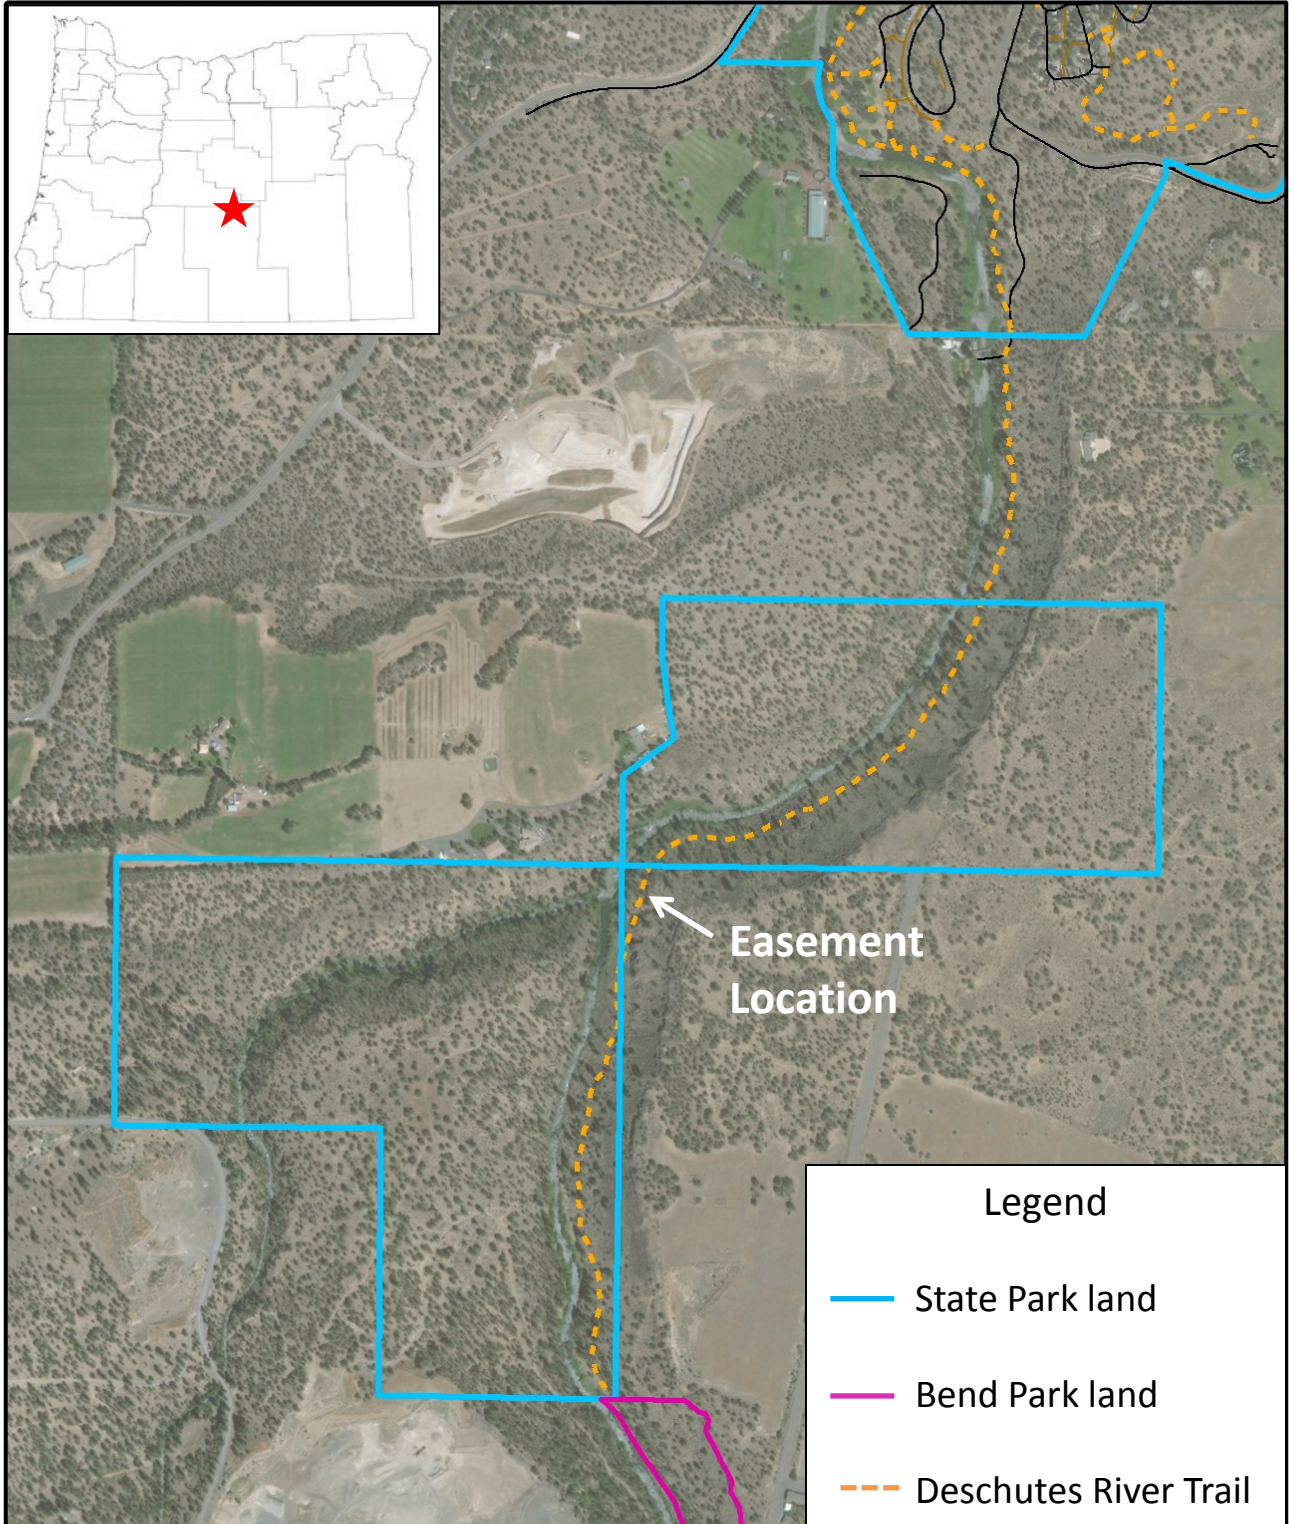 Easement
Location
Legend
State Park land
Bend Park land
Deschutes River Trail